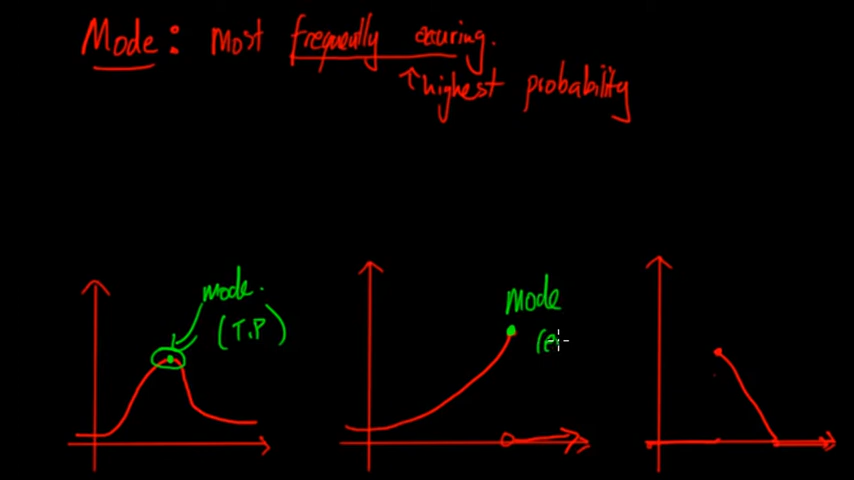 Mode: Most frequently occuring.
↑ highest probability
mode.
(T.P)
Mode
(e